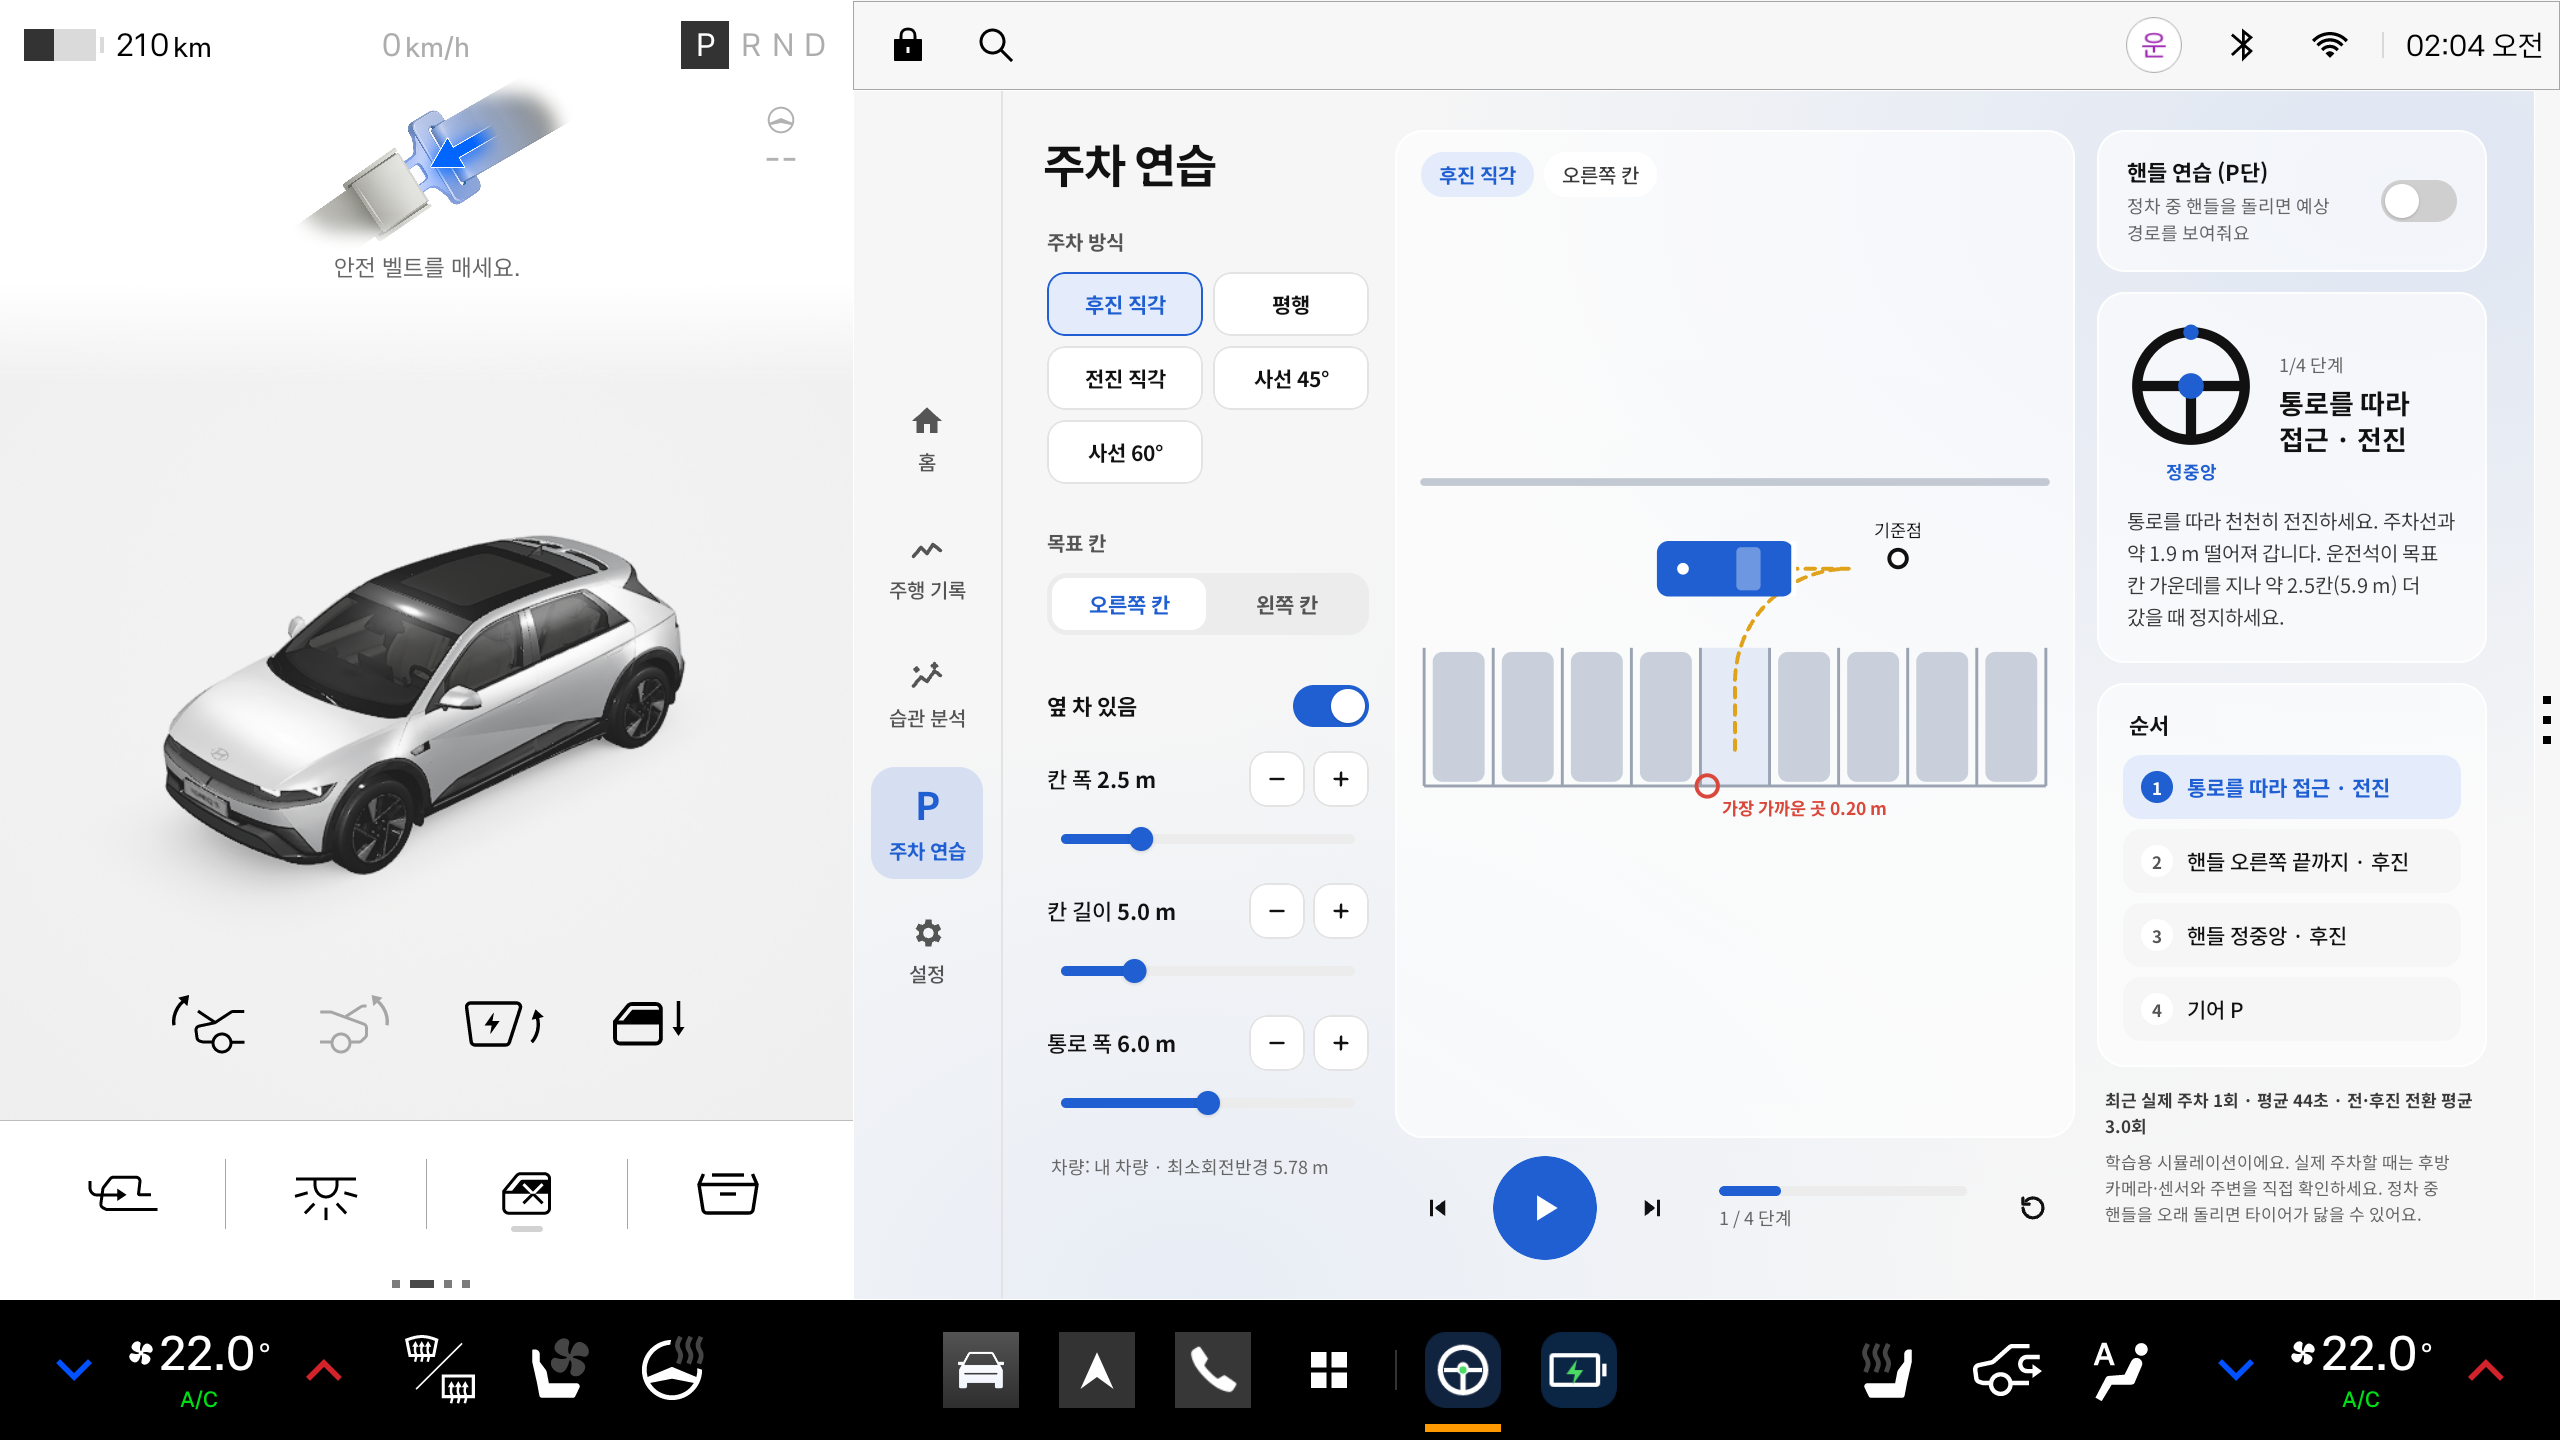 210 km
0 km/h
P R N D
안전 벨트를 매세요.
운
02:04 오전
홈
주행 기록
습관 분석
P
주차 연습
설정
주차 연습
주차 방식
후진 직각
평행
전진 직각
사선 45°
사선 60°
목표 칸
오른쪽 칸
왼쪽 칸
옆 차 있음
칸 폭 2.5 m
− +
칸 길이 5.0 m
− +
통로 폭 6.0 m
− +
차량: 내 차량 · 최소회전반경 5.78 m
후진 직각
오른쪽 칸
기준점
가장 가까운 곳 0.20 m
1 / 4 단계
핸들 연습 (P단)
정차 중 핸들을 돌리면 예상
경로를 보여줘요
정중앙
1/4 단계
통로를 따라
접근 · 전진
통로를 따라 천천히 전진하세요. 주차선과
약 1.9 m 떨어져 갑니다. 운전석이 목표
칸 가운데를 지나 약 2.5칸(5.9 m) 더
갔을 때 정지하세요.
순서
1 통로를 따라 접근 · 전진
2 핸들 오른쪽 끝까지 · 후진
3 핸들 정중앙 · 후진
4 기어 P
최근 실제 주차 1회 · 평균 44초 · 전·후진 전환 평균
3.0회
학습용 시뮬레이션이에요. 실제 주차할 때는 후방
카메라·센서와 주변을 직접 확인하세요. 정차 중
핸들을 오래 돌리면 타이어가 닳을 수 있어요.
22.0°
A/C
A
22.0°
A/C